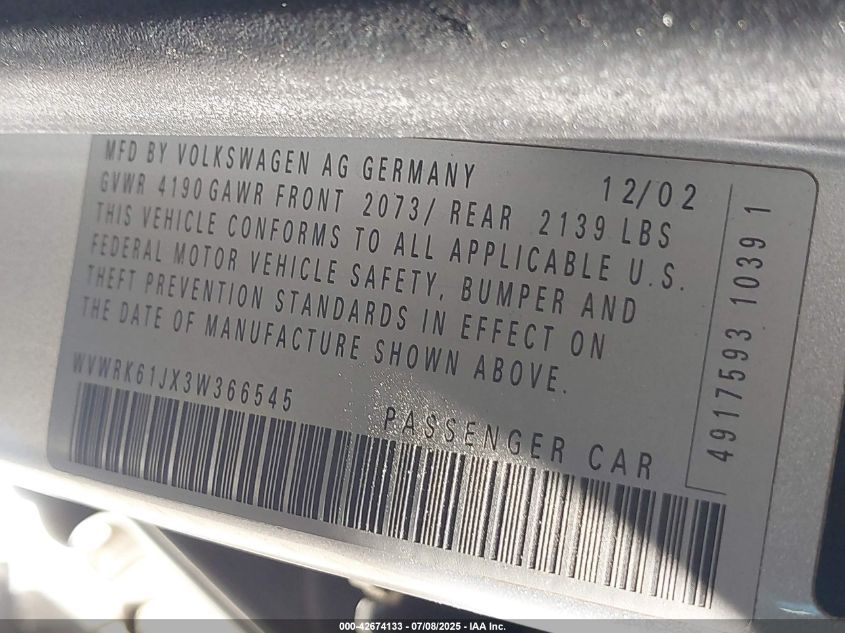 MFD BY VOLKSWAGEN AG GERMANY 12/02
GVWR 4190 GAWR FRONT 2073/ REAR 2139 LBS
THIS VEHICLE CONFORMS TO ALL APPLICABLE U.S.
FEDERAL MOTOR VEHICLE SAFETY, BUMPER AND
THEFT PREVENTION STANDARDS IN EFFECT ON
THE DATE OF MANUFACTURE SHOWN ABOVE.
WVWRK61JX3W366545
PASSENGER CAR
4917593 10391
000-42674133 - 07/08/2025 - IAA Inc.